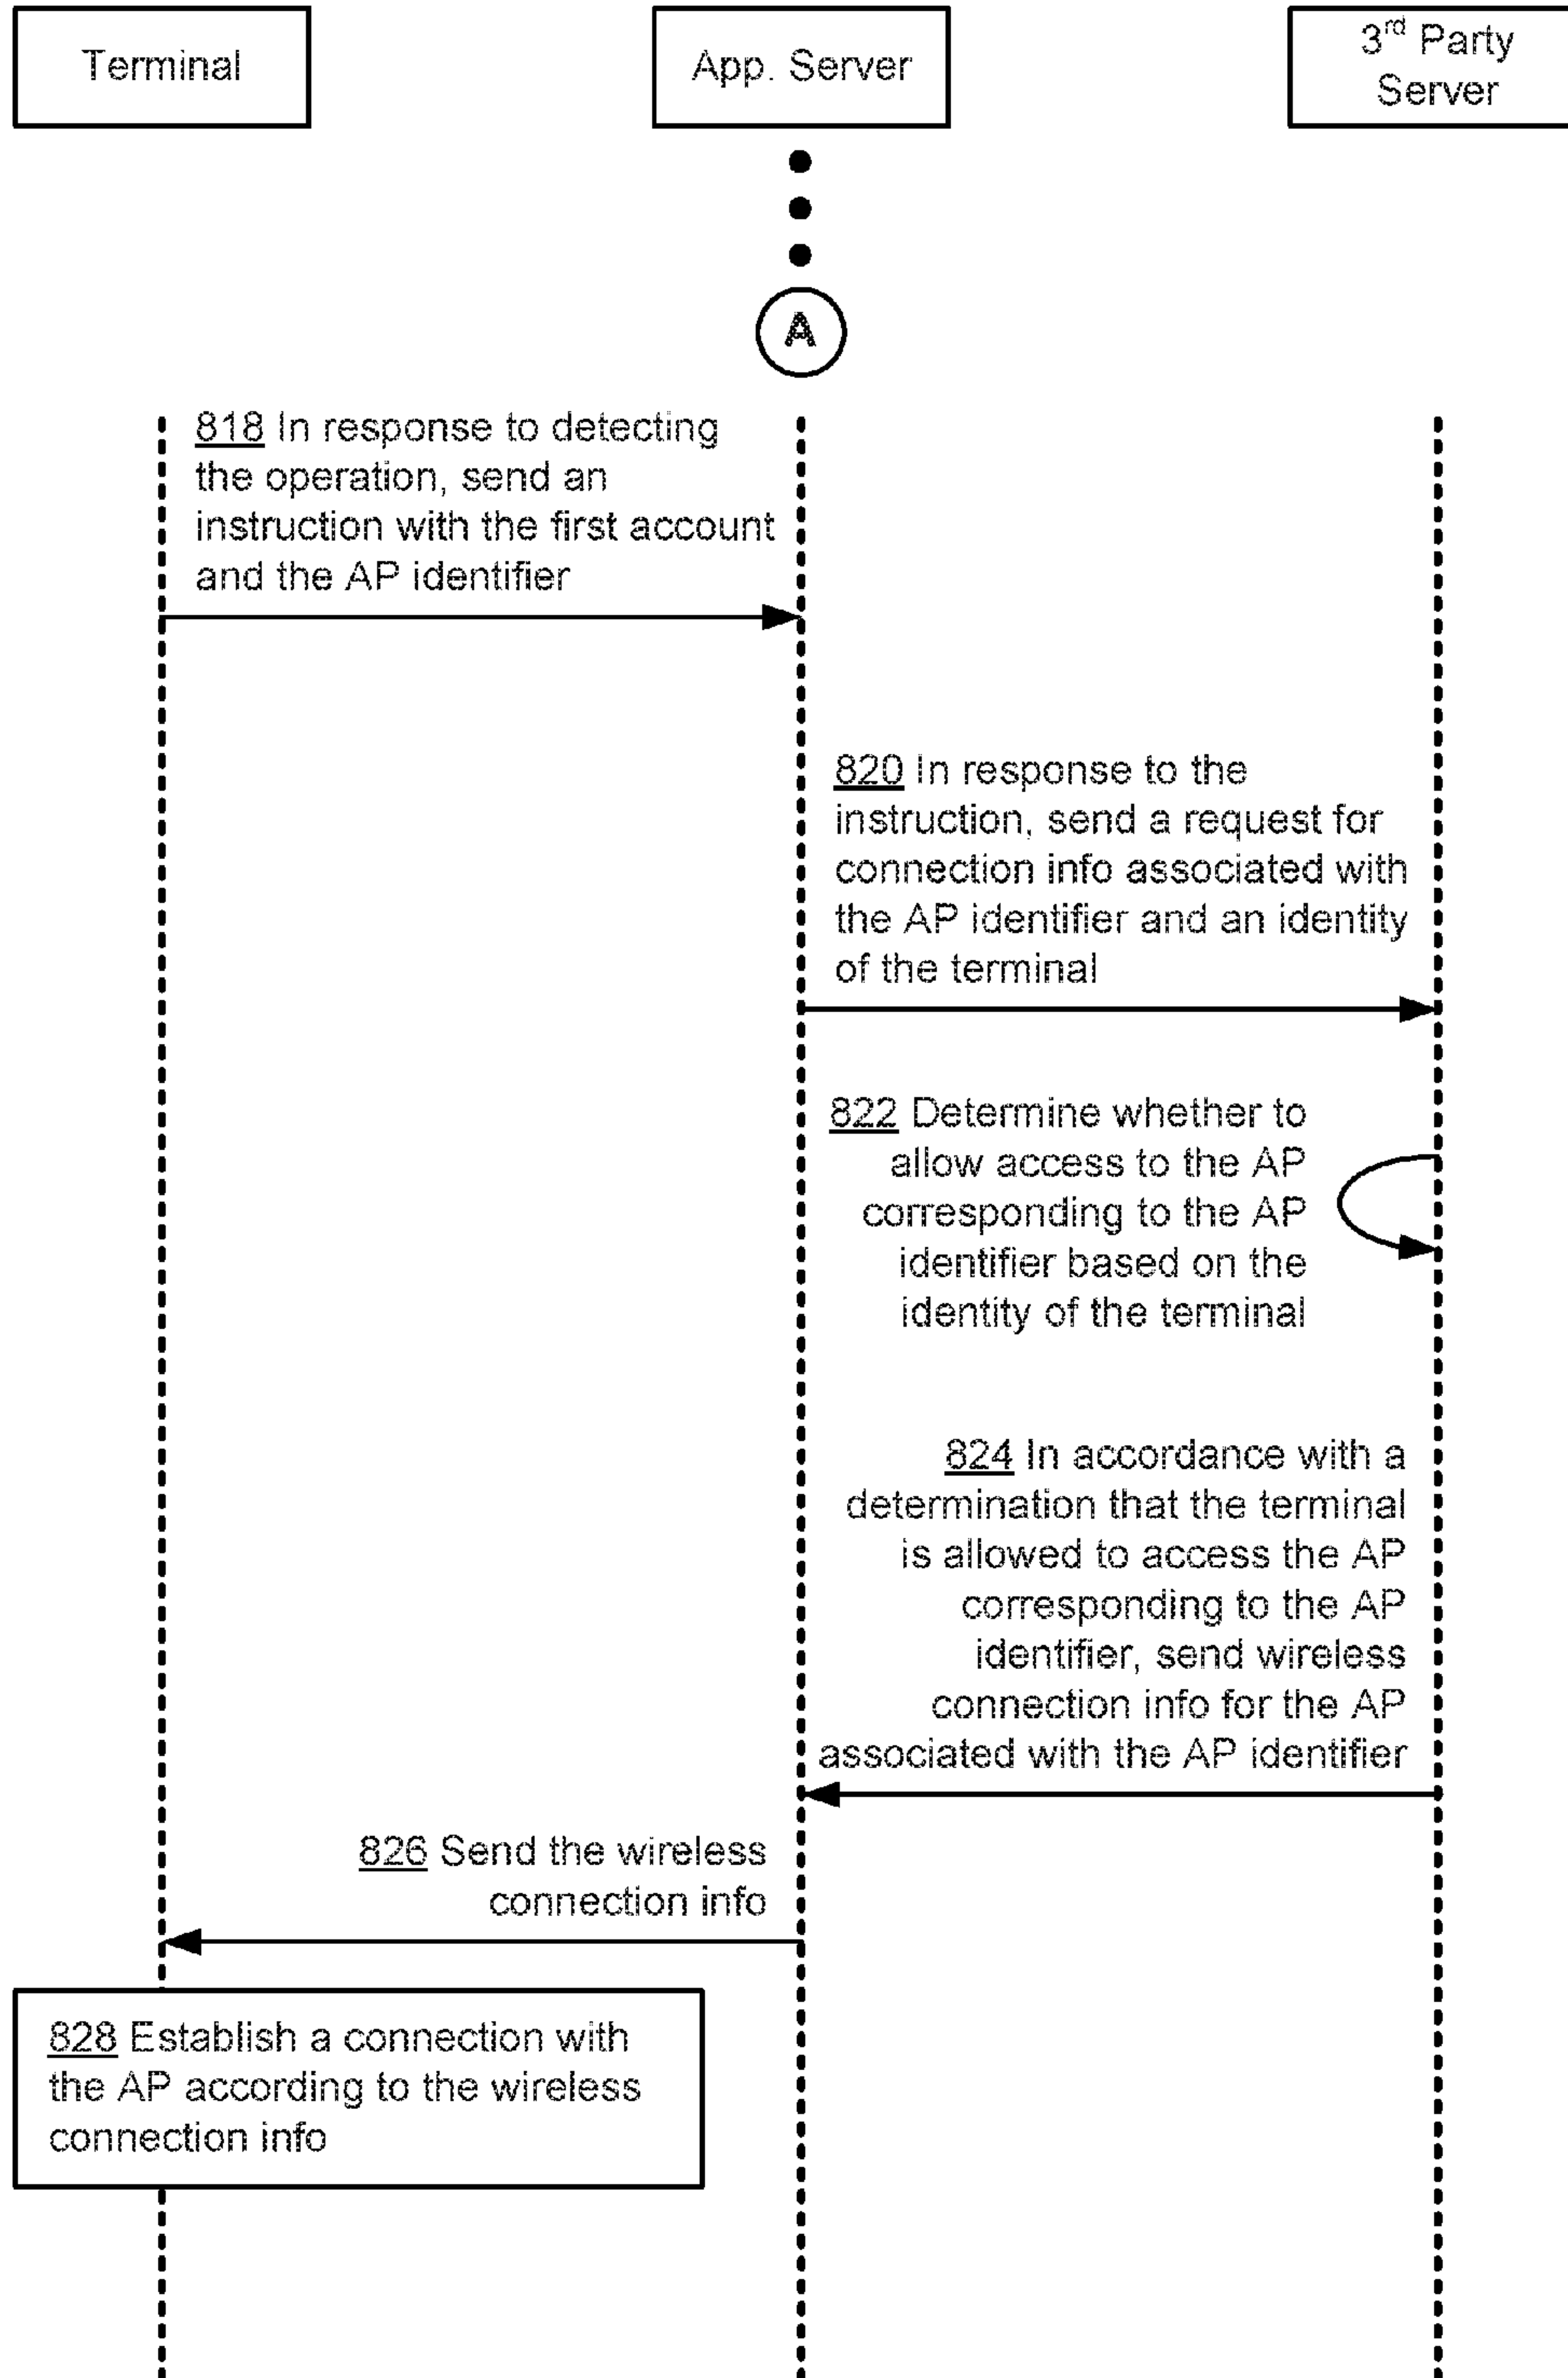 Terminal
App. Server
3rd Party
Server
A
818 In response to detecting
the operation, send an
instruction with the first account
and the AP identifier
820 In response to the
instruction, send a request for
connection info associated with
the AP identifier and an identity
of the terminal
822 Determine whether to
allow access to the AP
corresponding to the AP
identifier based on the
identity of the terminal
824 In accordance with a
determination that the terminal
is allowed to access the AP
corresponding to the AP
identifier, send wireless
connection info for the AP
associated with the AP identifier
826 Send the wireless
connection info
828 Establish a connection with
the AP according to the wireless
connection info